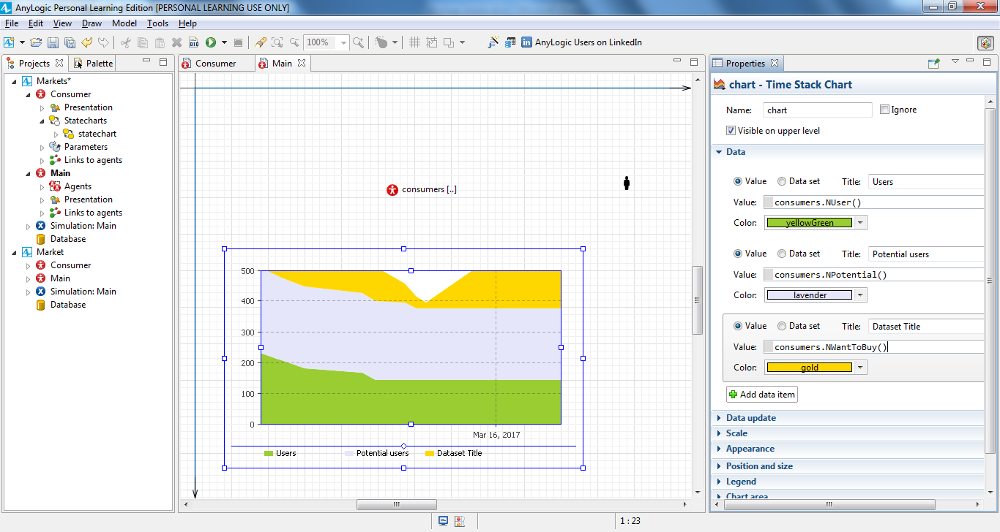 AnyLogic Personal Learning Edition [PERSONAL LEARNING USE ONLY]
File Edit View Draw Model Tools Help
010
100%
in AnyLogic Users on LinkedIn
Projects
Palette
Markets*
Consumer
Presentation
Statecharts
statechart
Parameters
Links to agents
Main
Agents
Presentation
Links to agents
Simulation: Main
Database
Market
Consumer
Main
Simulation: Main
Database
Consumer
Main
consumers [..]
500
400
300
200
100
0
Mar 16, 2017
Users Potential users Dataset Title
Properties
chart - Time Stack Chart
Name: chart Ignore
Visible on upper level
Data
Value Data set Title: Users
Value: consumers.NUser()
Color: yellowGreen
Value Data set Title: Potential users
Value: consumers.NPotential()
Color: lavender
Value Data set Title: Dataset Title
Value: consumers.NWantToBuy()
Color: gold
Add data item
Data update
Scale
Appearance
Position and size
Legend
Chart area
1 : 23